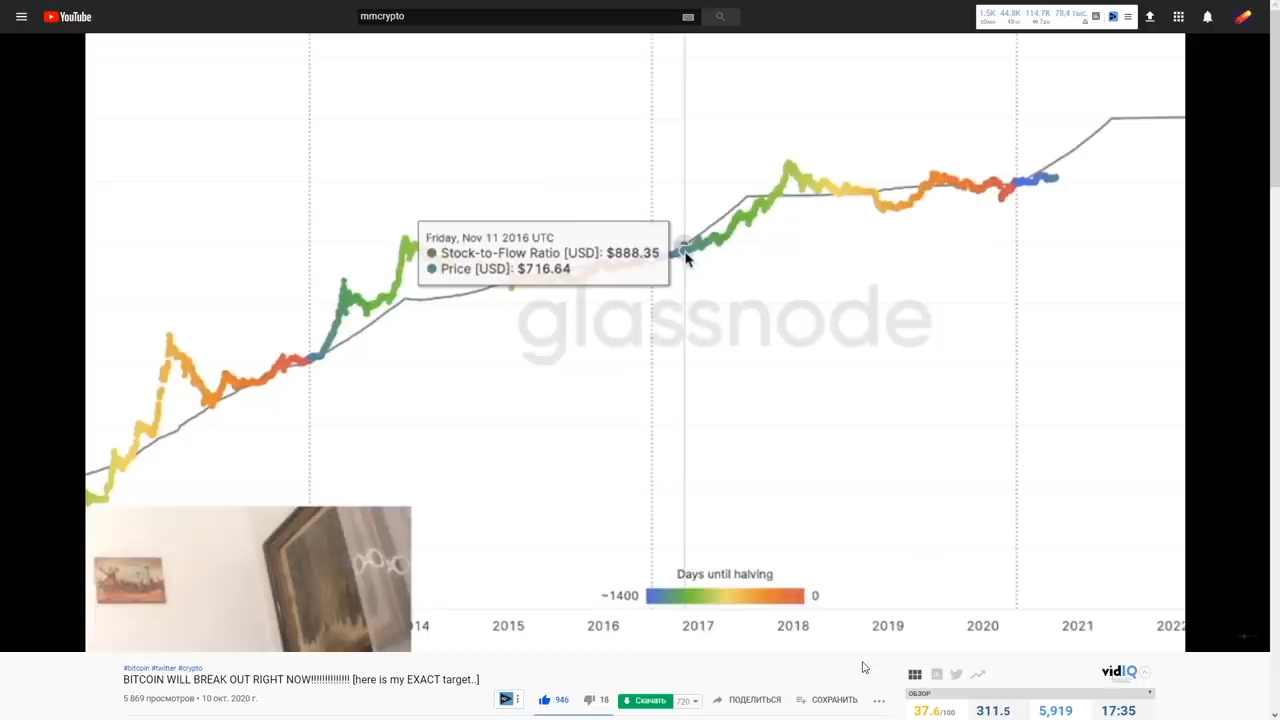 YouTube
mmcrypto
1.5K 44.8K 114.7K 78,4 тыс.
60мин 48чс 7дн
Friday, Nov 11 2016 UTC
Stock-to-Flow Ratio [USD]: $888.35
Price [USD]: $716.64
glassnode
Days until halving
~1400 0
14 2015 2016 2017 2018 2019 2020 2021 2022
#bitcoin #twitter #crypto
BITCOIN WILL BREAK OUT RIGHT NOW!!!!!!!!!!!!!! [here is my EXACT target..]
5 869 просмотров • 10 окт. 2020 г.
946 18 Скачать 720 ПОДЕЛИТЬСЯ СОХРАНИТЬ
vidIQ
ОБЗОР
37.6/100 311.5 5,919 17:35